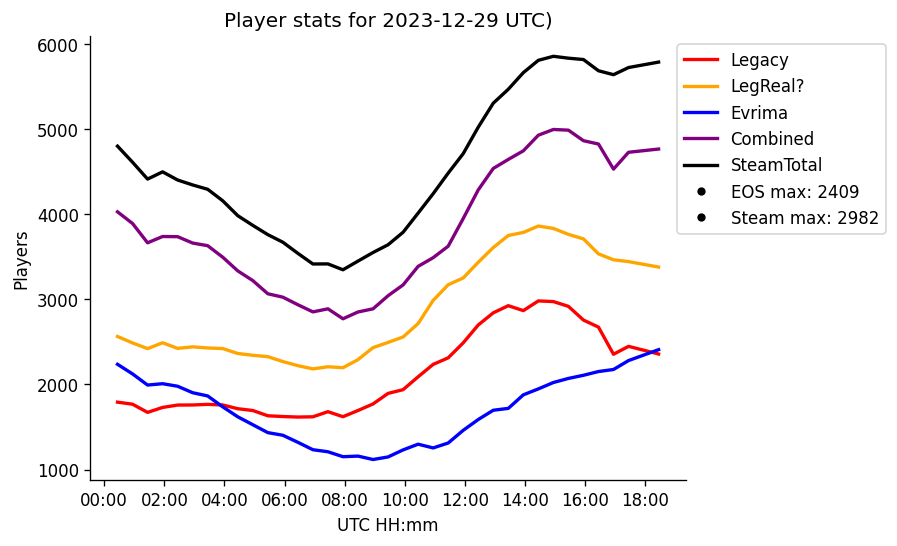 Player stats for 2023-12-29 UTC)
Players
6000
5000
4000
3000
2000
1000
00:00 02:00 04:00 06:00 08:00 10:00 12:00 14:00 16:00 18:00
UTC HH:mm
Legacy
LegReal?
Evrima
Combined
SteamTotal
EOS max: 2409
Steam max: 2982